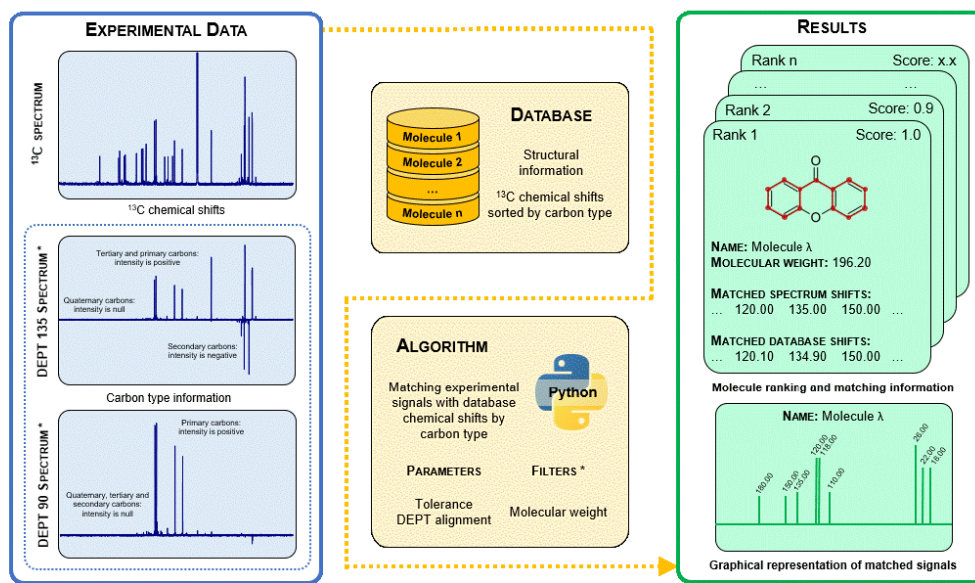 EXPERIMENTAL DATA
¹³C SPECTRUM
¹³C chemical shifts
DEPT 135 SPECTRUM *
Tertiary and primary carbons:
intensity is positive
Quaternary carbons:
intensity is null
Secondary carbons:
intensity is negative
Carbon type information
DEPT 90 SPECTRUM *
Primary carbons:
intensity is positive
Quaternary, tertiary and
secondary carbons:
intensity is null
DATABASE
Molecule 1
Molecule 2
...
Molecule n
Structural
information
¹³C chemical shifts
sorted by carbon type
ALGORITHM
Matching experimental
signals with database
chemical shifts by
carbon type
Python
PARAMETERS
Tolerance
DEPT alignment
FILTERS *
Molecular weight
RESULTS
Rank n Score: x.x
... ...
Rank 2 Score: 0.9
Rank 1 Score: 1.0
O
O
NAME: Molecule λ
MOLECULAR WEIGHT: 196.20
MATCHED SPECTRUM SHIFTS:
... 120.00 135.00 150.00 ...
MATCHED DATABASE SHIFTS:
... 120.10 134.90 150.00 ...
Molecule ranking and matching information
NAME: Molecule λ
180.00
150.00
135.00
120.00
118.00
110.00
26.00
22.00
18.00
Graphical representation of matched signals